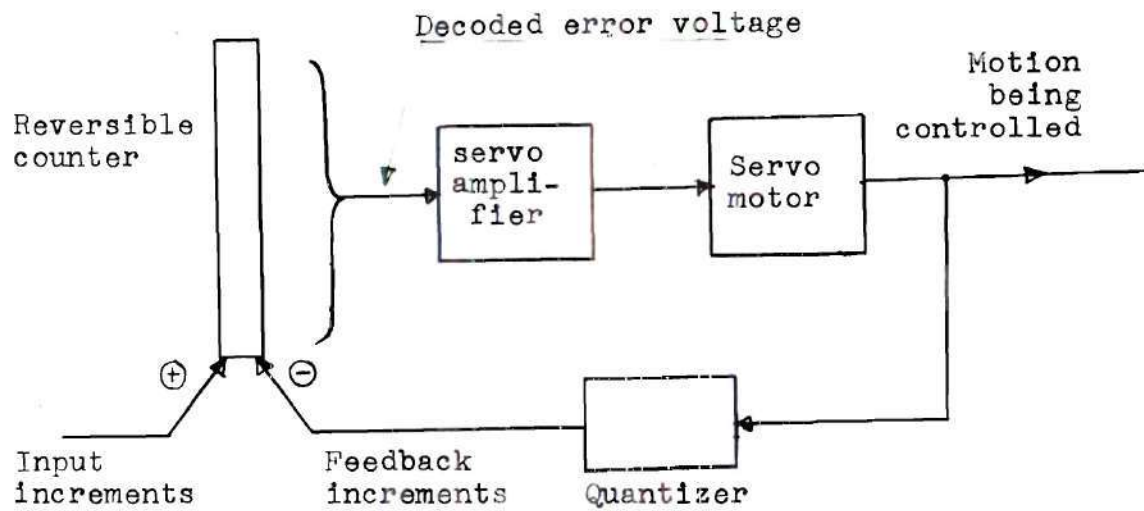 Decoded error voltage
Motion
being
controlled
Reversible
counter
servo
ampli-
fier
Servo
motor
+
-
Input
increments
Feedback
increments
Quantizer